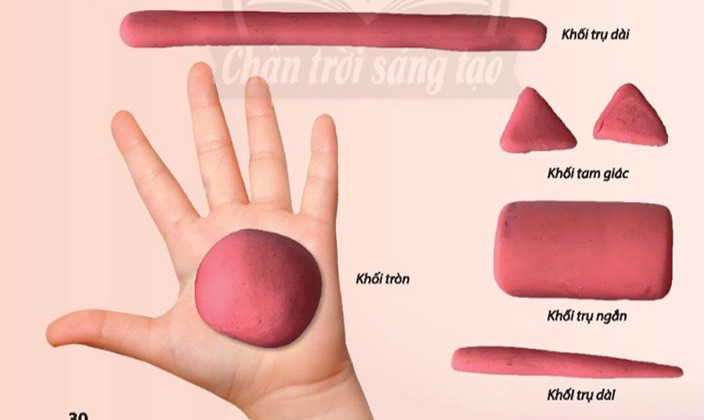 Khối trụ dài
Chân trời sáng tạo
Khối tam giác
Khối tròn
Khối trụ ngắn
Khối trụ dài
30